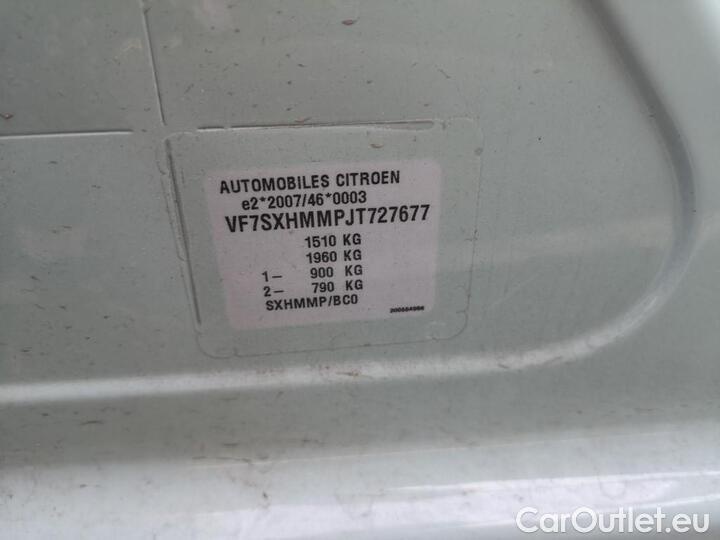 AUTOMOBILES CITROEN
e2*2007/46*0003
VF7SXHMMPJT727677
1510 KG
1960 KG
1– 900 KG
2– 790 KG
SXHMMP/BC0
CarOutlet.eu